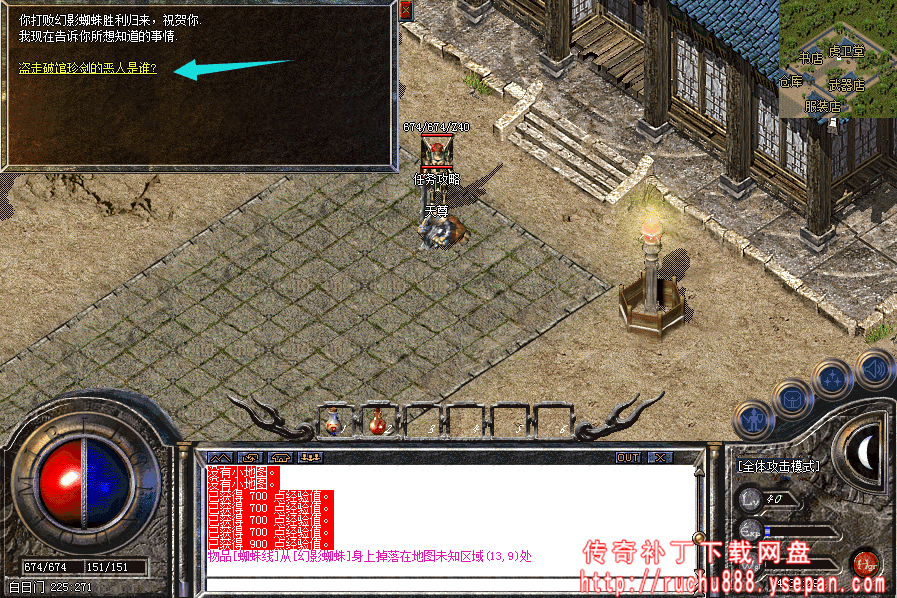 你打败幻影蜘蛛胜利归来，祝贺你.
我现在告诉你所想知道的事情.
盗走破馆珍剑的恶人是谁?
书店
虎卫堂
仓库
武器店
服装店
674/674/Z40
任务攻略
天尊
OUT
没有小地图。
没有小地图。
已获得 700 点经验值。
已获得 700 点经验值。
已获得 700 点经验值。
已获得 700 点经验值。
已获得 900 点经验值。
物品[蜘蛛线]从[幻影蜘蛛]身上掉落在地图未知区域(13,9)处
[全体攻击模式]
40
674/674
151/151
白日门 225:271
传奇补丁下载网盘
http://ruchu888.ysepan.com